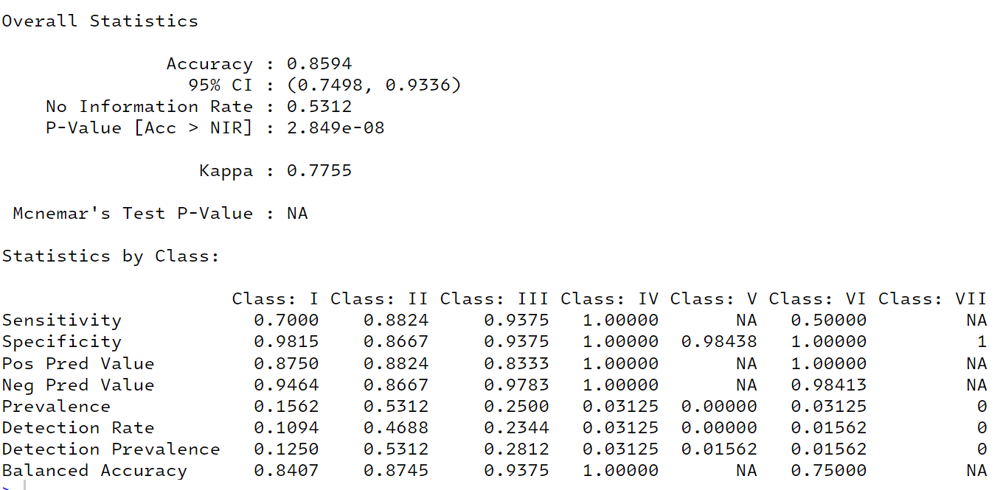 Overall Statistics
Accuracy : 0.8594
95% CI : (0.7498, 0.9336)
No Information Rate : 0.5312
P-Value [Acc > NIR] : 2.849e-08
Kappa : 0.7755
Mcnemar's Test P-Value : NA
Statistics by Class:
Class: I Class: II Class: III Class: IV Class: V Class: VI Class: VII
Sensitivity 0.7000 0.8824 0.9375 1.00000 NA 0.50000 NA
Specificity 0.9815 0.8667 0.9375 1.00000 0.98438 1.00000 1
Pos Pred Value 0.8750 0.8824 0.8333 1.00000 NA 1.00000 NA
Neg Pred Value 0.9464 0.8667 0.9783 1.00000 NA 0.98413 NA
Prevalence 0.1562 0.5312 0.2500 0.03125 0.00000 0.03125 0
Detection Rate 0.1094 0.4688 0.2344 0.03125 0.00000 0.01562 0
Detection Prevalence 0.1250 0.5312 0.2812 0.03125 0.01562 0.01562 0
Balanced Accuracy 0.8407 0.8745 0.9375 1.00000 NA 0.75000 NA
>